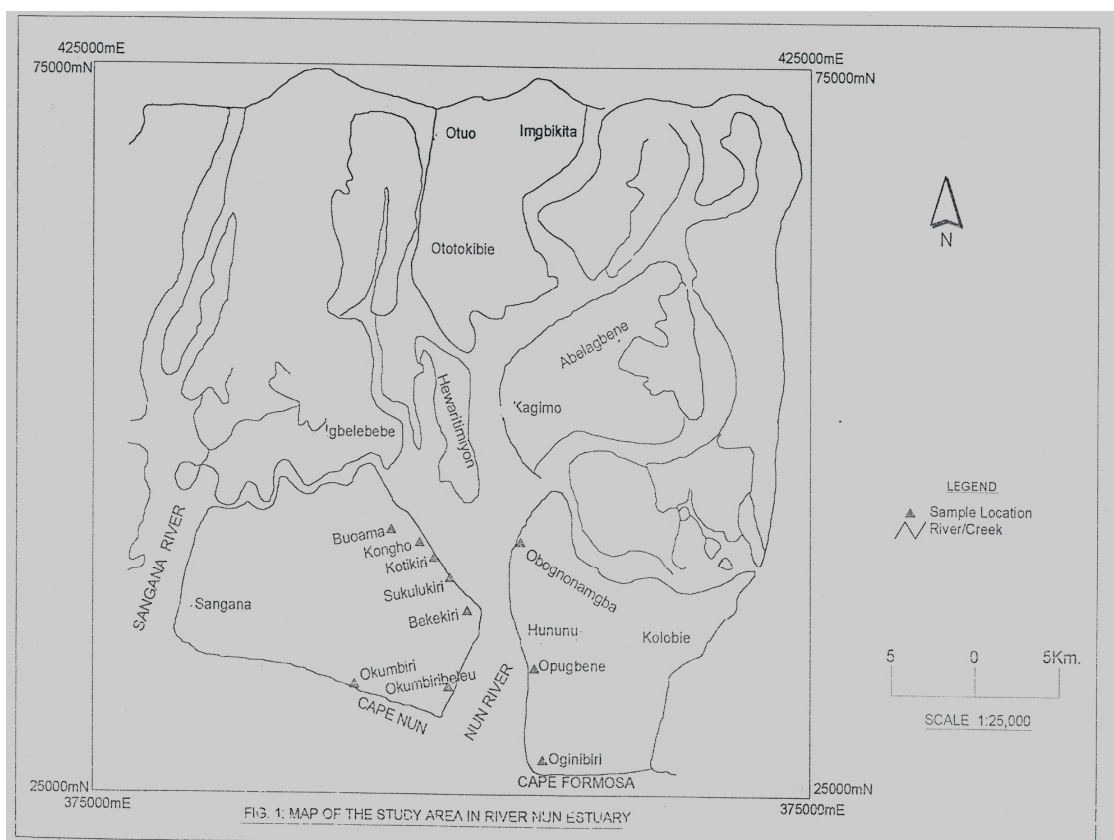 425000mE
75000mN
425000mE
75000mN
Otuo
Imgbikita
Ototokibie
N
Abelagbene
Hewaritimiyon
Kagimo
Igbelebebe
LEGEND
Sample Location
River/Creek
SANGANA RIVER
Buoama
Kongho
Kotikiri
Sukulukiri
Bekekiri
Obognonamgba
Sangana
Hununu
Kolobie
Okumbiri
Okumbiribeleu
Opugbene
CAPE NUN
NUN RIVER
5 0 5Km.
SCALE 1:25,000
Oginibiri
CAPE FORMOSA
25000mN
375000mE
25000mN
375000mE
FIG. 1: MAP OF THE STUDY AREA IN RIVER NUN ESTUARY